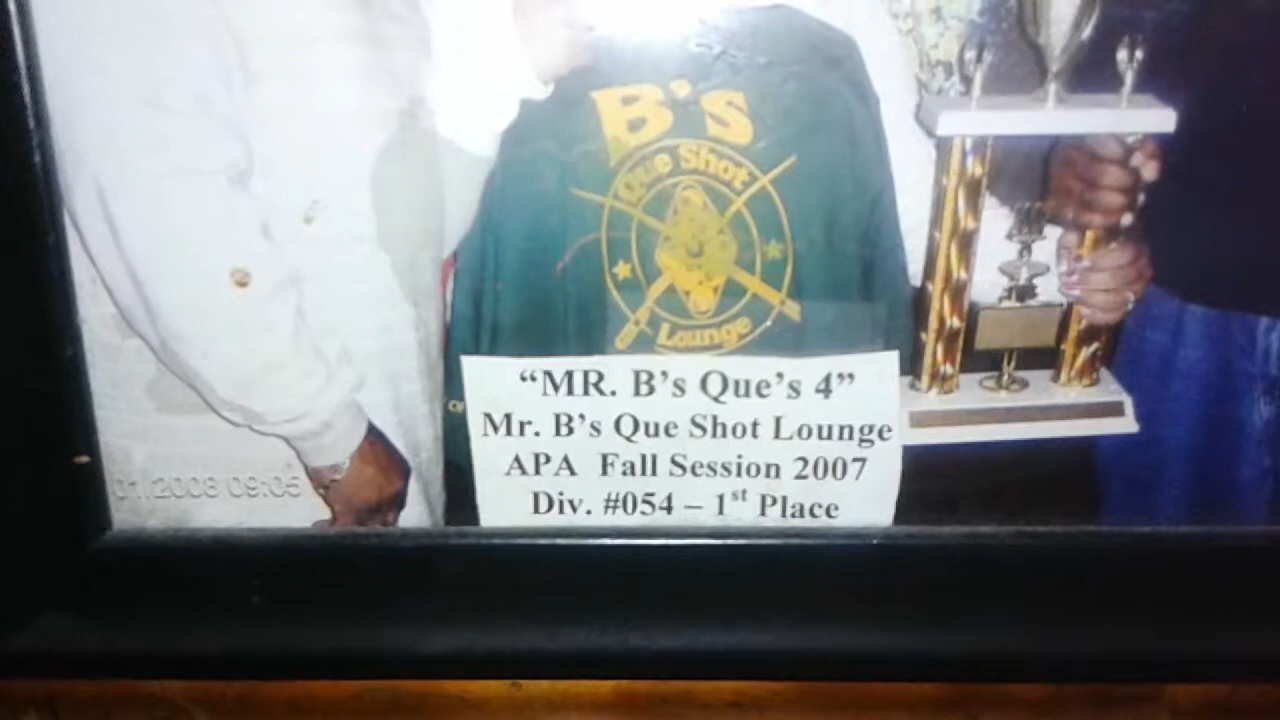 B's
Que Shot
Lounge
“MR. B’s Que’s 4”
Mr. B’s Que Shot Lounge
APA Fall Session 2007
Div. #054 – 1st Place
01/2008 09:05